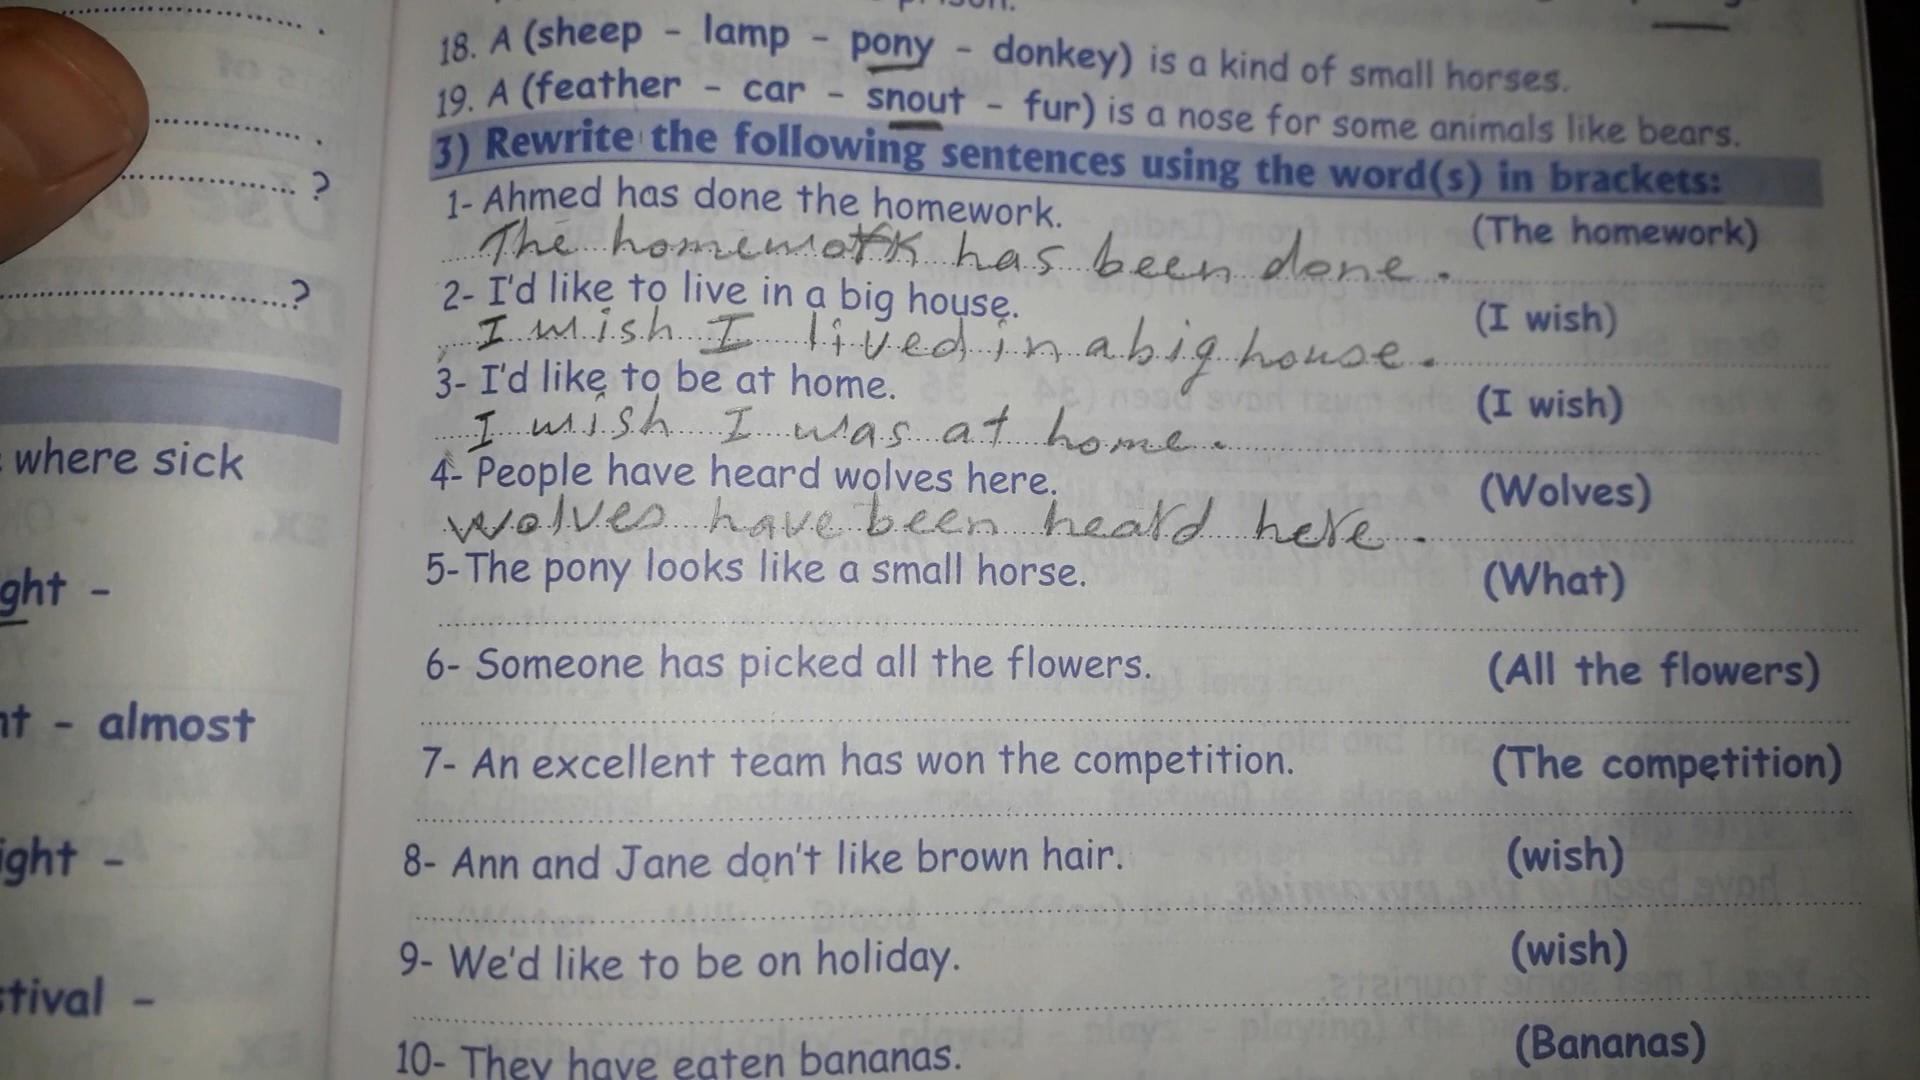 18. A (sheep - lamp - pony - donkey) is a kind of small horses.
19. A (feather - car - snout - fur) is a nose for some animals like bears.
3) Rewrite the following sentences using the word(s) in brackets:
1- Ahmed has done the homework. (The homework)
The homework has been done.
2- I'd like to live in a big house. (I wish)
I wish I lived in a big house.
3- I'd like to be at home. (I wish)
I wish I was at home.
4- People have heard wolves here. (Wolves)
Wolves have been heard here.
5- The pony looks like a small horse. (What)
6- Someone has picked all the flowers. (All the flowers)
7- An excellent team has won the competition. (The competition)
8- Ann and Jane don't like brown hair. (wish)
9- We'd like to be on holiday. (wish)
10- They have eaten bananas. (Bananas)
?
?
where sick
ght -
- almost
ight -
stival -